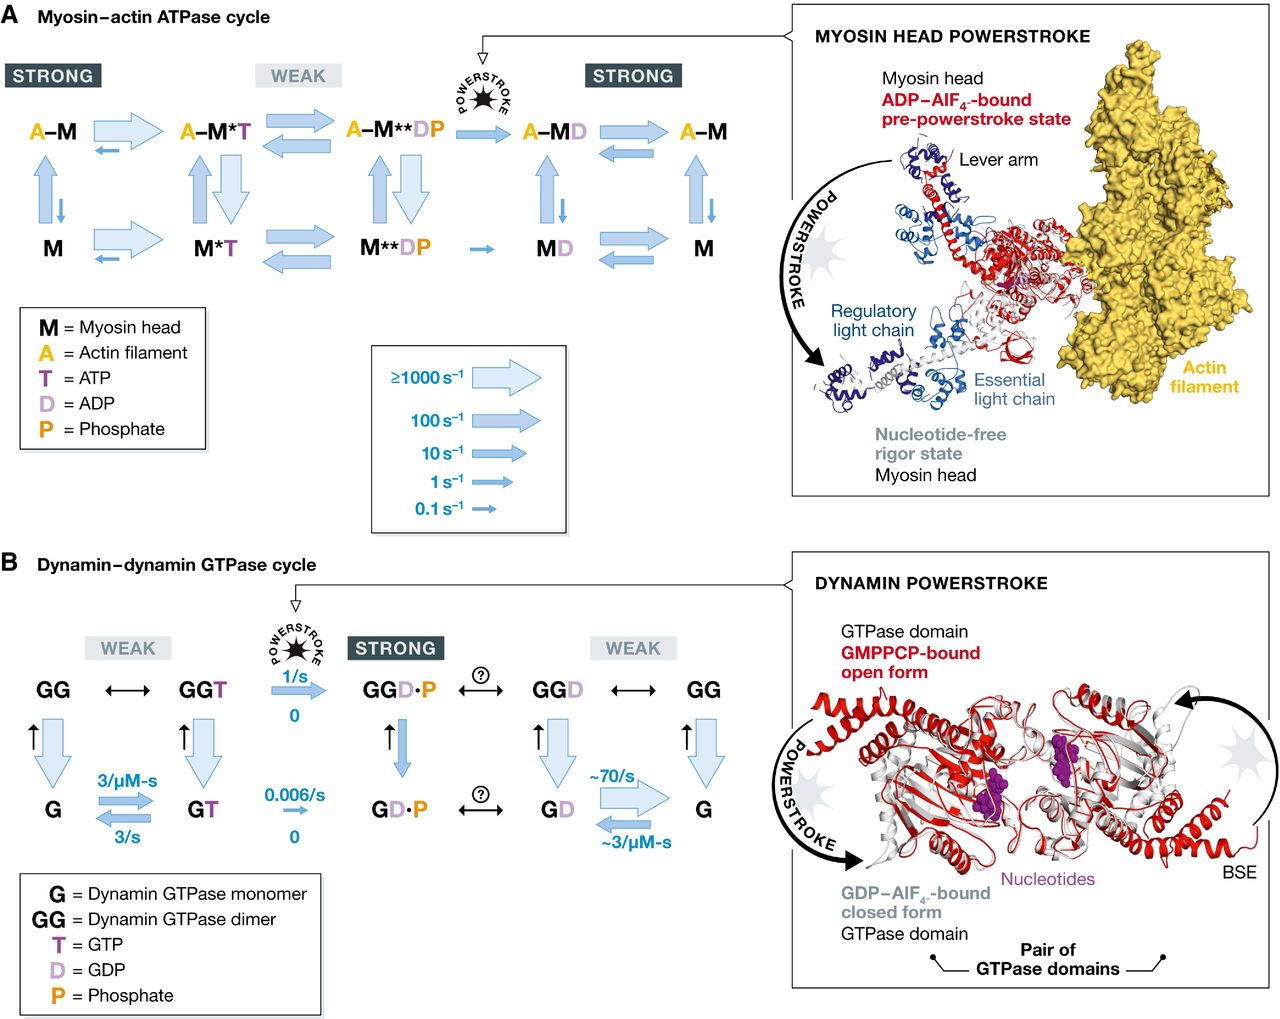 A Myosin–actin ATPase cycle
STRONG
WEAK
POWERSTROKE
STRONG
A–M
A–M*T
A–M**DP
A–MD
A–M
M
M*T
M**DP
MD
M
M = Myosin head
A = Actin filament
T = ATP
D = ADP
P = Phosphate
≥1000 s⁻¹
100 s⁻¹
10 s⁻¹
1 s⁻¹
0.1 s⁻¹
MYOSIN HEAD POWERSTROKE
Myosin head
ADP–AlF₄₋-bound
pre-powerstroke state
Lever arm
POWERSTROKE
Regulatory
light chain
Essential
light chain
Actin
filament
Nucleotide-free
rigor state
Myosin head
B Dynamin–dynamin GTPase cycle
WEAK
POWERSTROKE
STRONG
WEAK
GG
GGT
1/s
0
GGD·P
?
GGD
GG
G
3/µM-s
3/s
GT
0.006/s
0
GD·P
?
GD
~70/s
~3/µM-s
G
G = Dynamin GTPase monomer
GG = Dynamin GTPase dimer
T = GTP
D = GDP
P = Phosphate
DYNAMIN POWERSTROKE
GTPase domain
GMPPCP-bound
open form
POWERSTROKE
BSE
Nucleotides
GDP–AlF₄₋-bound
closed form
GTPase domain
Pair of
GTPase domains